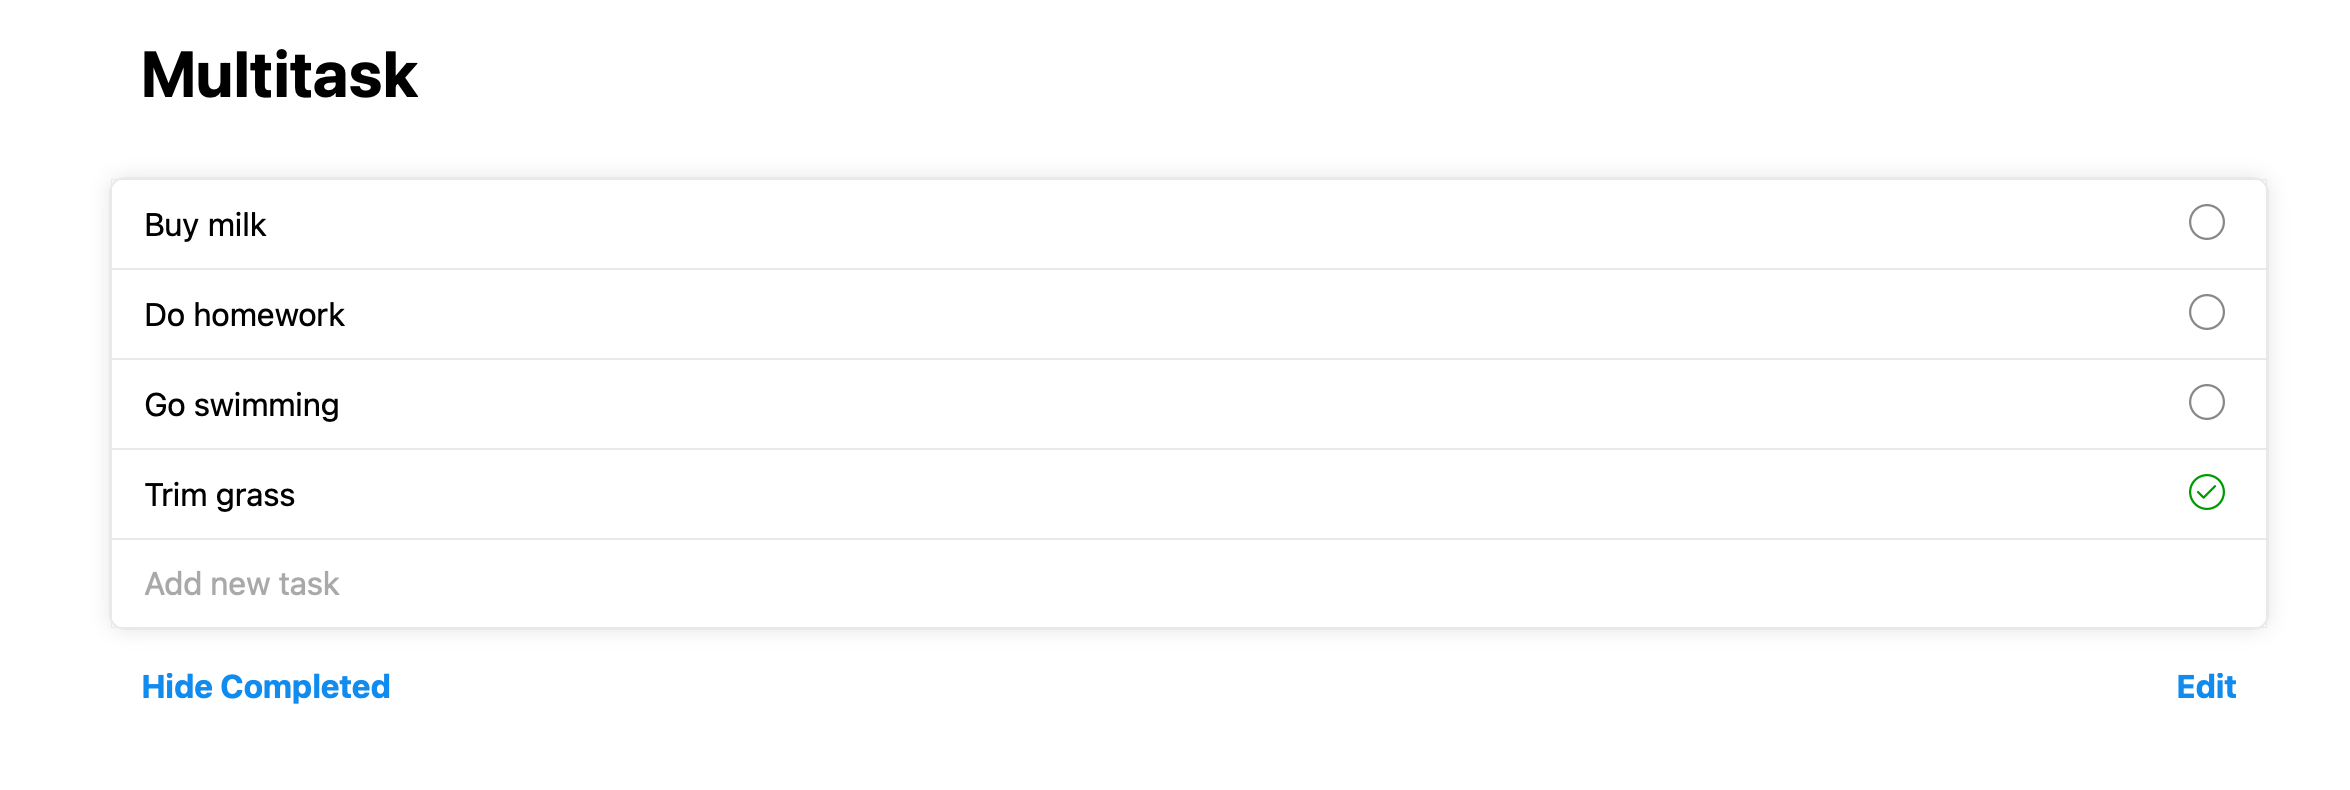 Multitask
Buy milk
Do homework
Go swimming
Trim grass
Add new task
Hide Completed
Edit